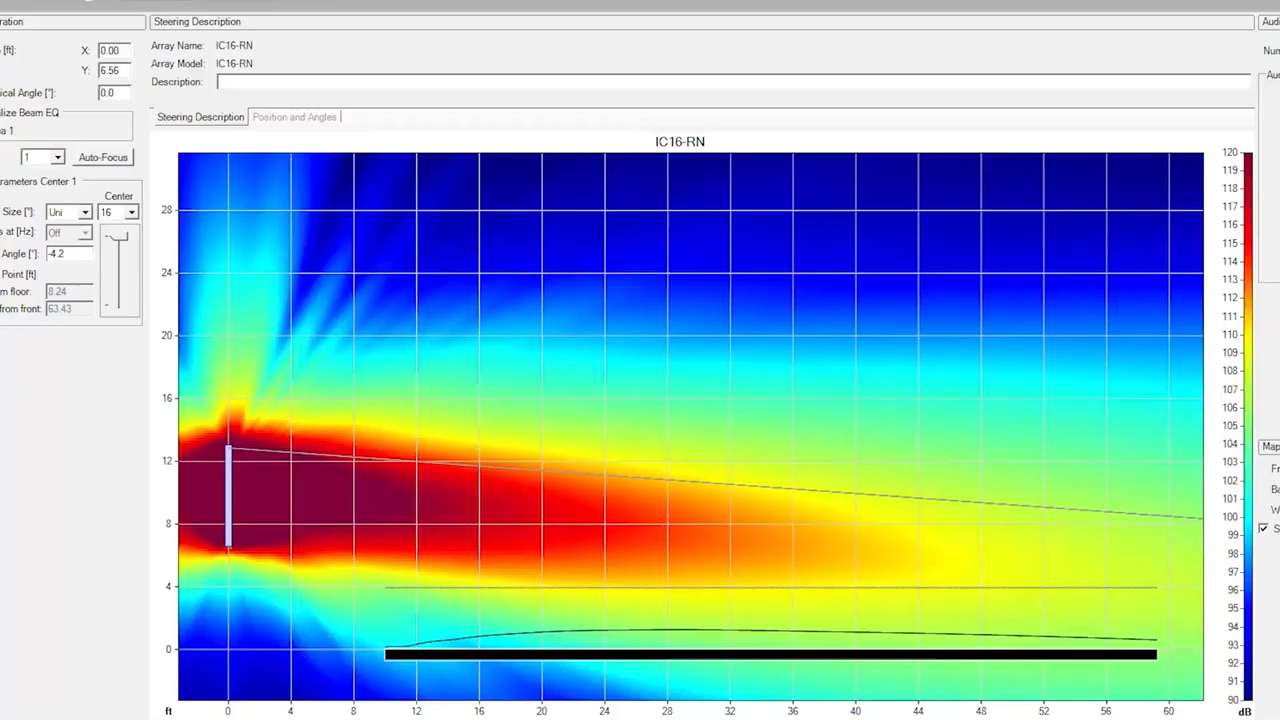 ration
Steering Description
Audi
[ft]:
X: 0.00
Array Name: IC16-RN
Num
Y: 6.56
Array Model: IC16-RN
Aud
ical Angle [°]: 0.0
Description:
lize Beam EQ
a 1
Steering Description
Position and Angles
IC16-RN
1
Auto-Focus
rameters Center 1
Center
Size [°]: Uni
16
s at [Hz]: Off
Angle [°]: -4.2
Point [ft]
m floor: 8.24
from front: 63.43
28
24
20
16
12
8
4
0
ft
0 4 8 12 16 20 24 28 32 36 40 44 48 52 56 60
120
119
118
117
116
115
114
113
112
111
110
109
108
107
106
105
104
103
102
101
100
99
98
97
96
95
94
93
92
91
90
dB
Map
Fr
Ba
W
S